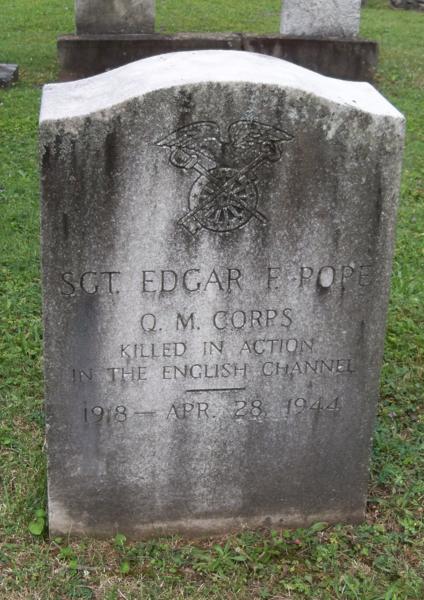 SGT. EDGAR F. POPE
Q. M. CORPS
KILLED IN ACTION
IN THE ENGLISH CHANNEL
1918 — APR. 28, 1944